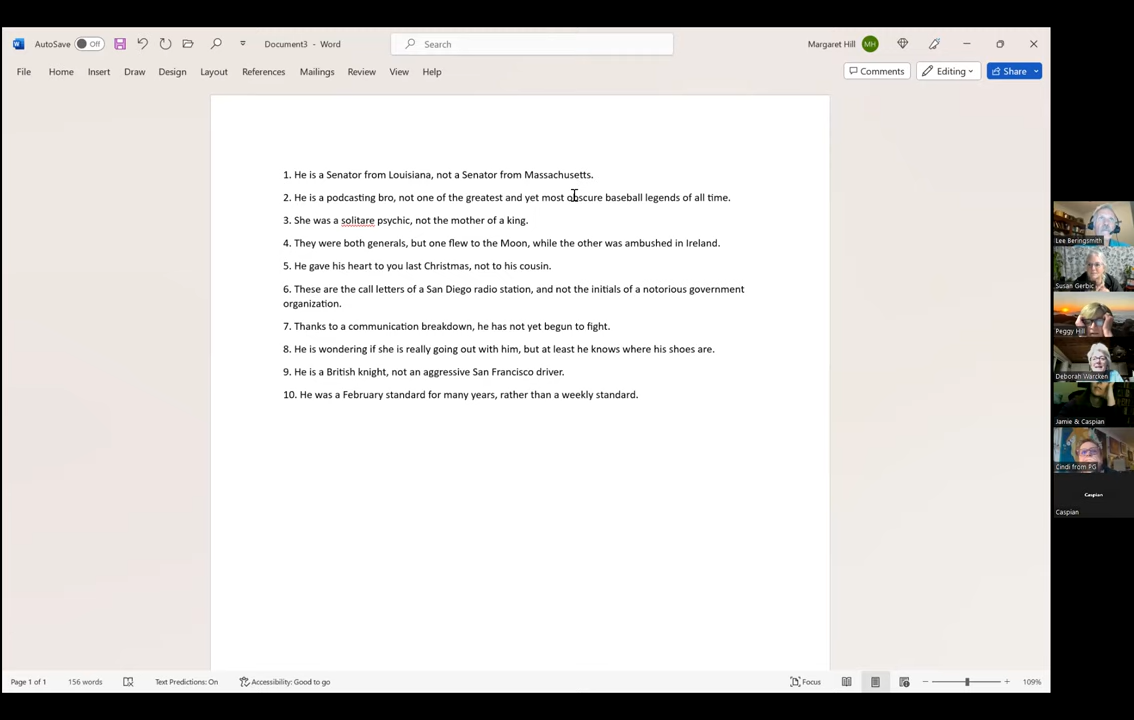 AutoSave Off Document3 - Word Search Margaret Hill MH
File Home Insert Draw Design Layout References Mailings Review View Help Comments Editing Share
1. He is a Senator from Louisiana, not a Senator from Massachusetts.
2. He is a podcasting bro, not one of the greatest and yet most obscure baseball legends of all time.
3. She was a solitare psychic, not the mother of a king.
4. They were both generals, but one flew to the Moon, while the other was ambushed in Ireland.
5. He gave his heart to you last Christmas, not to his cousin.
6. These are the call letters of a San Diego radio station, and not the initials of a notorious government
organization.
7. Thanks to a communication breakdown, he has not yet begun to fight.
8. He is wondering if she is really going out with him, but at least he knows where his shoes are.
9. He is a British knight, not an aggressive San Francisco driver.
10. He was a February standard for many years, rather than a weekly standard.
Page 1 of 1 156 words Text Predictions: On Accessibility: Good to go Focus 109%
Lee Beringsmith
Susan Gerbic
Peggy Hill
Deborah Warcken
Jamie & Caspian
Cindi from PG
Caspian
Caspian